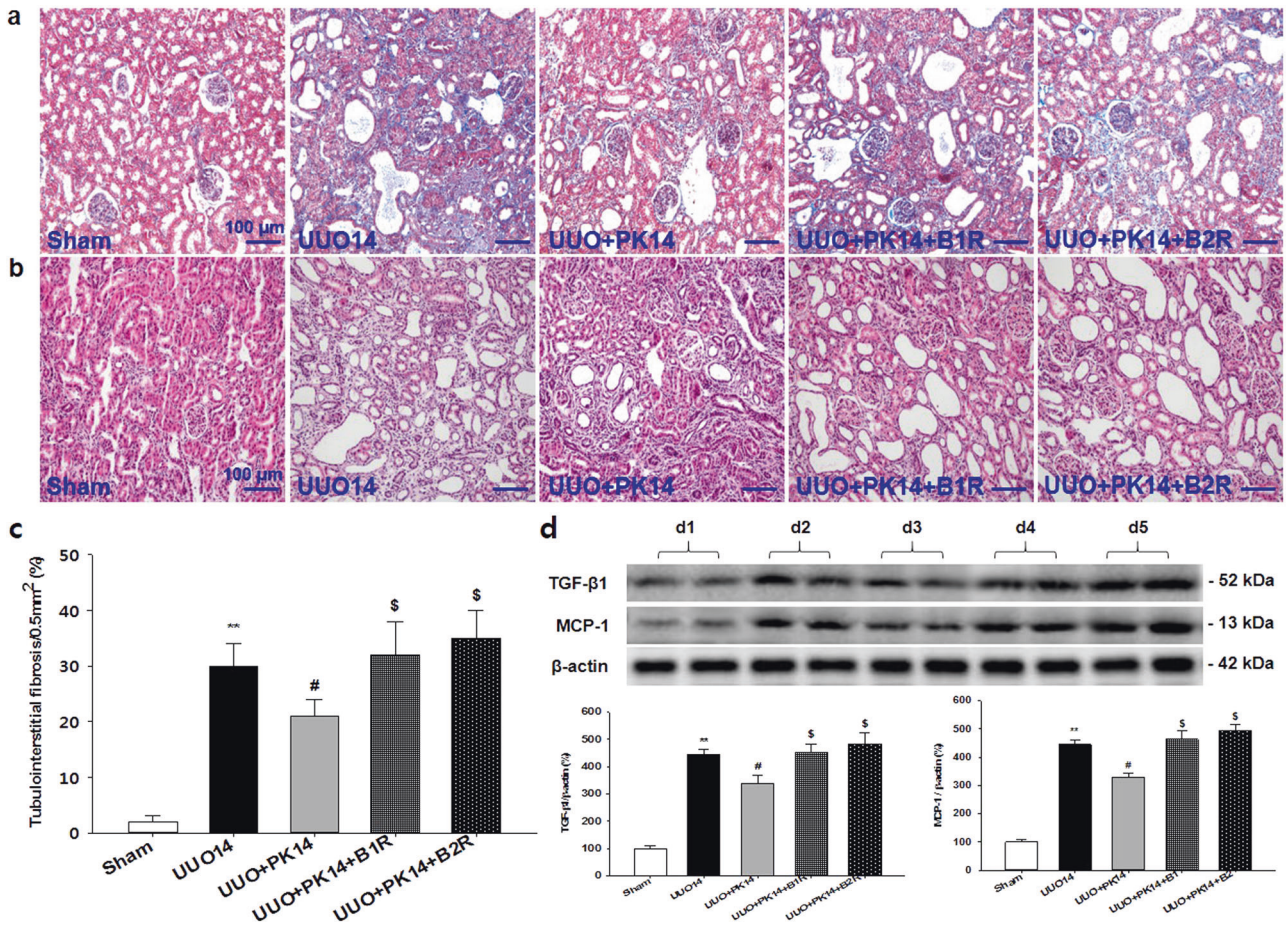 a
Sham 100 µm UUO14 UUO+PK14 UUO+PK14+B1R UUO+PK14+B2R
b
Sham 100 µm UUO14 UUO+PK14 UUO+PK14+B1R UUO+PK14+B2R
c
Tubulointerstitial fibrosis/0.5mm²(%)
50
40
30
20
10
0
**
#
$
$
Sham
UUO14
UUO+PK14
UUO+PK14+B1R
UUO+PK14+B2R
d
d1 d2 d3 d4 d5
TGF-β1 - 52 kDa
MCP-1 - 13 kDa
β-actin - 42 kDa
TGF-β1/β-actin (%)
600
500
400
300
200
100
0
**
#
$
$
Sham
UUO14
UUO+PK14
UUO+PK14+B1R
UUO+PK14+B2R
MCP-1 / β-actin (%)
600
500
400
300
200
100
0
**
#
$
$
Sham
UUO14
UUO+PK14
UUO+PK14+B1
UUO+PK14+B2